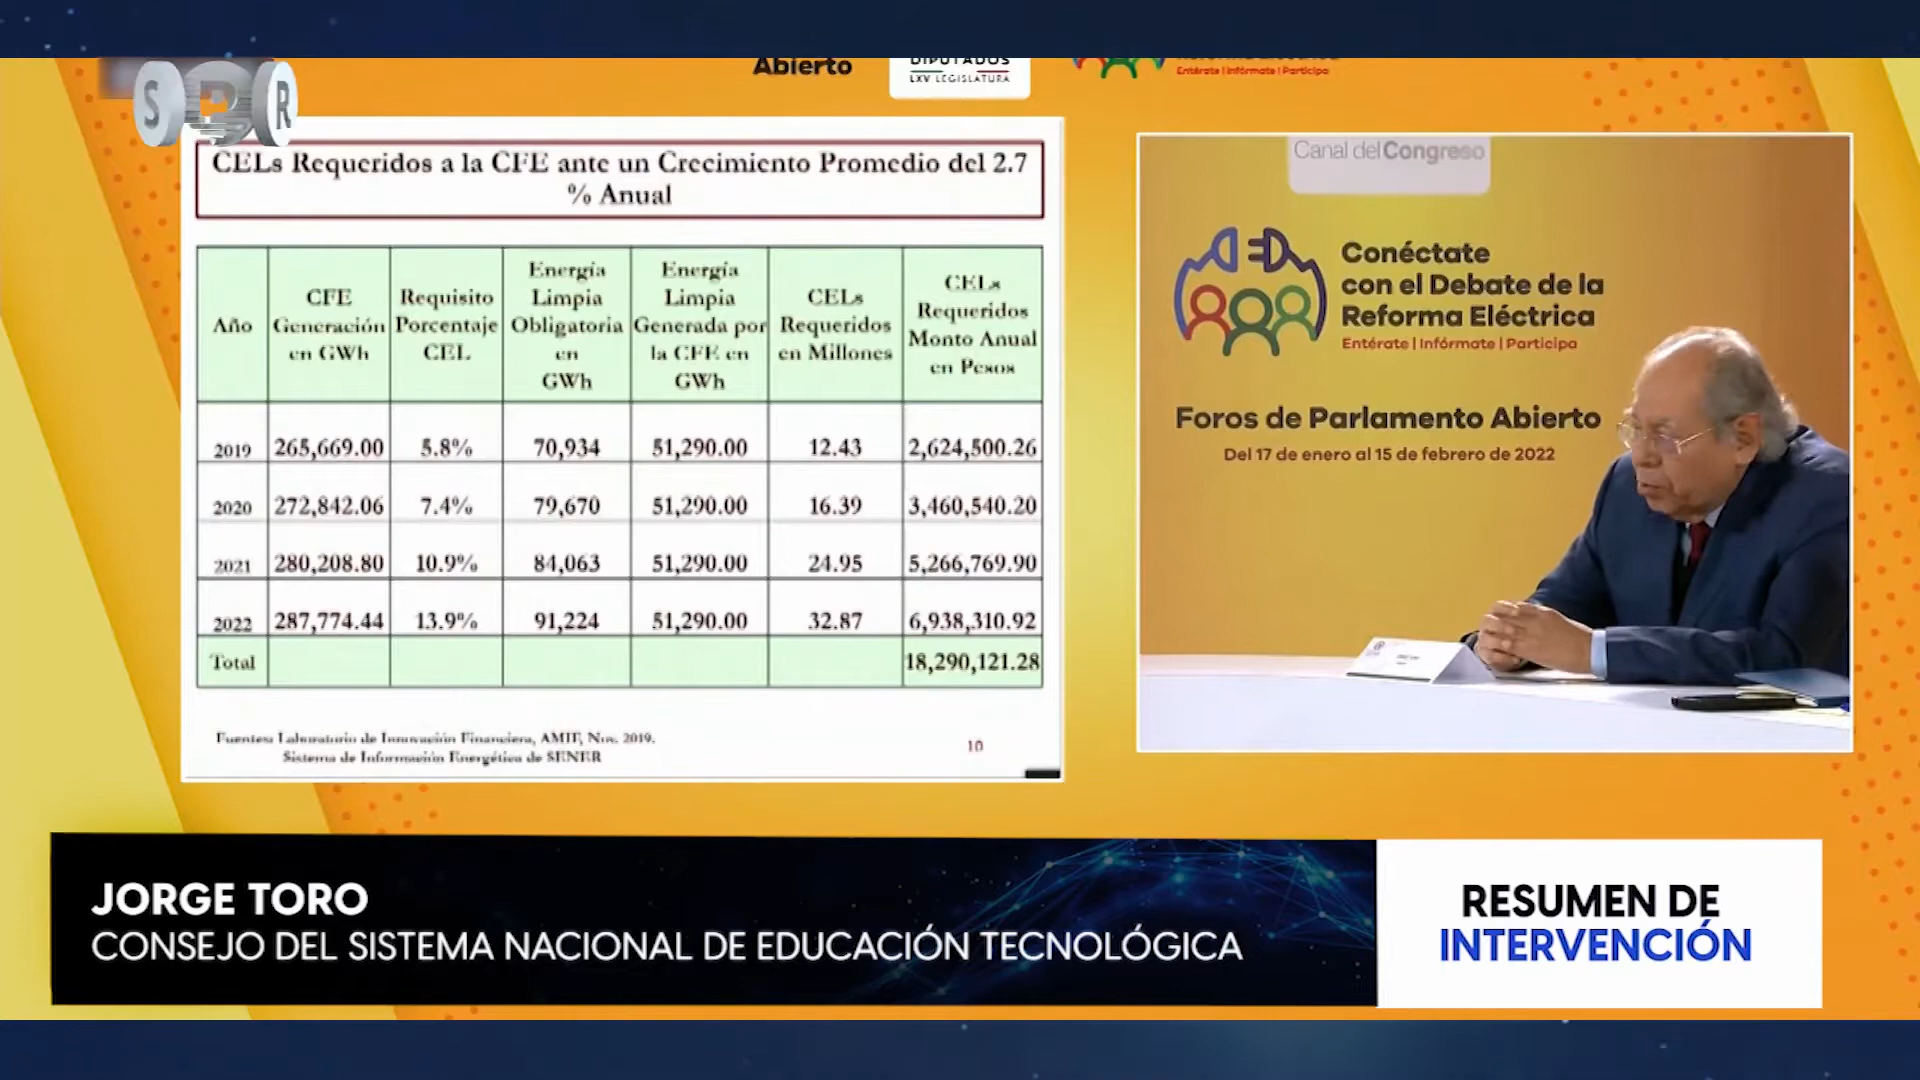 SPR
Abierto
DIPUTADOS
LXV LEGISLATURA
Entérate | Infórmate | Participa
CELs Requeridos a la CFE ante un Crecimiento Promedio del 2.7
% Anual
Año
CFE
Generación
en GWh
Requisito
Porcentaje
CEL
Energía
Limpia
Obligatoria
en
GWh
Energía
Limpia
Generada por
la CFE en
GWh
CELs
Requeridos
en Millones
CELs
Requeridos
Monto Anual
en Pesos
2019 265,669.00 5.8% 70,934 51,290.00 12.43 2,624,500.26
2020 272,842.06 7.4% 79,670 51,290.00 16.39 3,460,540.20
2021 280,208.80 10.9% 84,063 51,290.00 24.95 5,266,769.90
2022 287,774.44 13.9% 91,224 51,290.00 32.87 6,938,310.92
Total 18,290,121.28
Fuentes: Laboratorio de Innovación Financiera, AMIF, Nov. 2019.
Sistema de Información Energética de SENER
10
Canal del Congreso
Conéctate
con el Debate de la
Reforma Eléctrica
Entérate | Infórmate | Participa
Foros de Parlamento Abierto
Del 17 de enero al 15 de febrero de 2022
JORGE TORO
CONSEJO DEL SISTEMA NACIONAL DE EDUCACIÓN TECNOLÓGICA
RESUMEN DE
INTERVENCIÓN